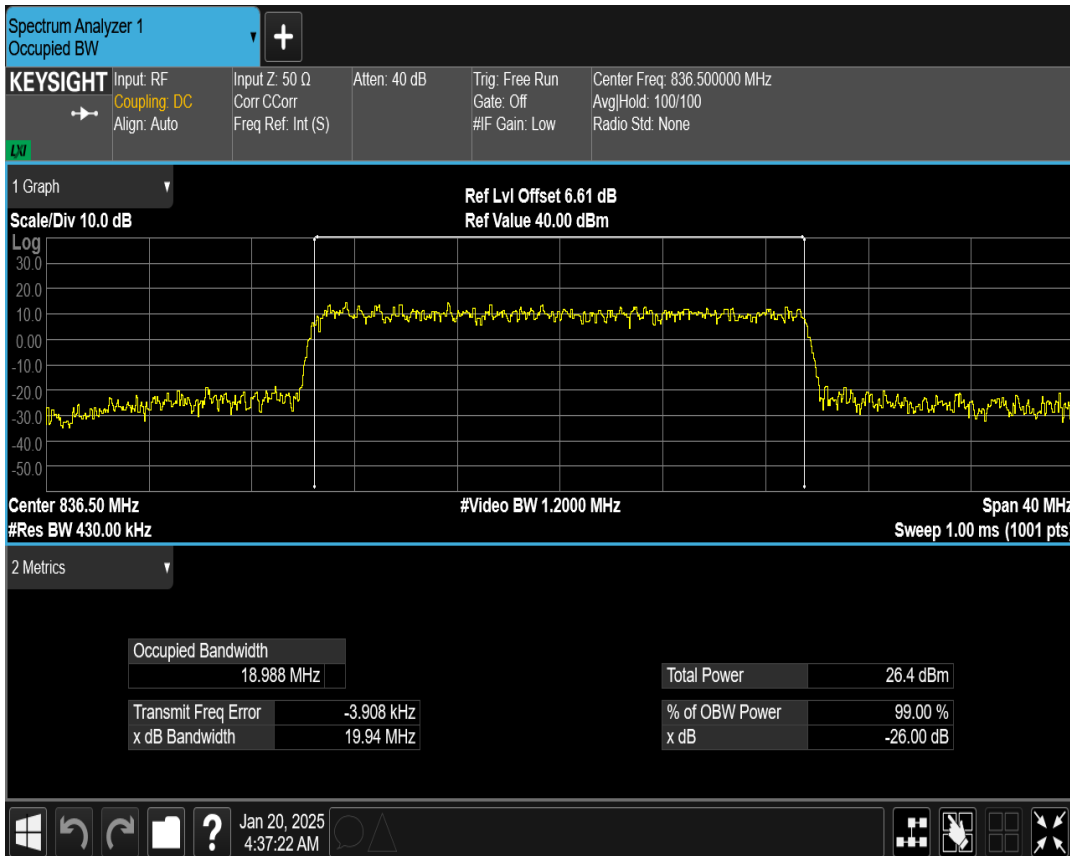 Spectrum Analyzer 1
Occupied BW
+
KEYSIGHT
LXI
Input: RF
Coupling: DC
Align: Auto
Input Z: 50 Ω
Corr CCorr
Freq Ref: Int (S)
Atten: 40 dB
Trig: Free Run
Gate: Off
#IF Gain: Low
Center Freq: 836.500000 MHz
Avg|Hold: 100/100
Radio Std: None
1 Graph
Scale/Div 10.0 dB
Ref Lvl Offset 6.61 dB
Ref Value 40.00 dBm
Log
30.0
20.0
10.0
0.00
-10.0
-20.0
-30.0
-40.0
-50.0
Center 836.50 MHz
#Video BW 1.2000 MHz
Span 40 MHz
#Res BW 430.00 kHz
Sweep 1.00 ms (1001 pts)
2 Metrics
Occupied Bandwidth
18.988 MHz
Transmit Freq Error -3.908 kHz
x dB Bandwidth 19.94 MHz
Total Power 26.4 dBm
% of OBW Power 99.00 %
x dB -26.00 dB
?
Jan 20, 2025
4:37:22 AM